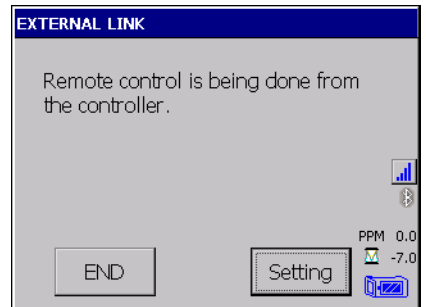 EXTERNAL LINK
Remote control is being done from
the controller.
PPM 0.0
-7.0
END
Setting